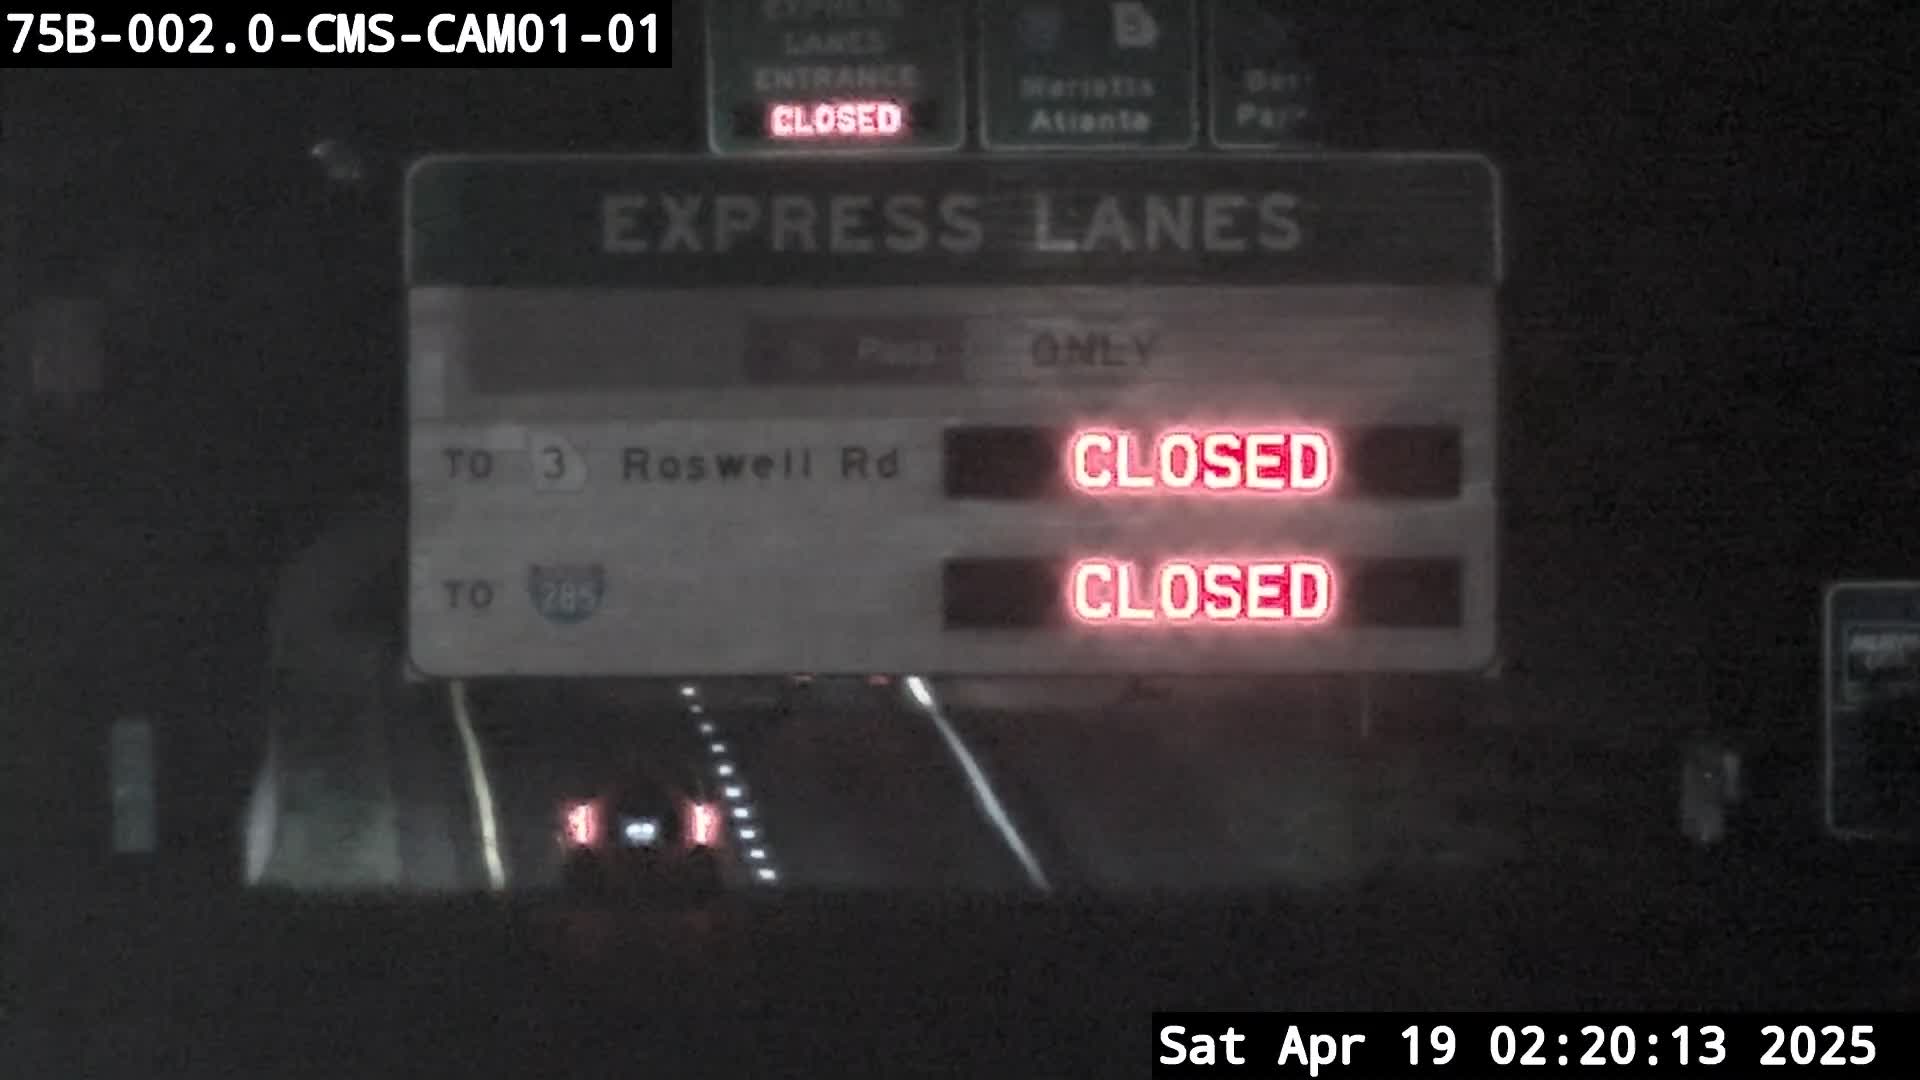 75B-002.0-CMS-CAM01-01
EXPRESS
LANES
ENTRANCE
CLOSED
Marietta
Atlanta
EXPRESS LANES
Pass ONLY
TO 3 Roswell Rd CLOSED
TO 285 CLOSED
Sat Apr 19 02:20:13 2025